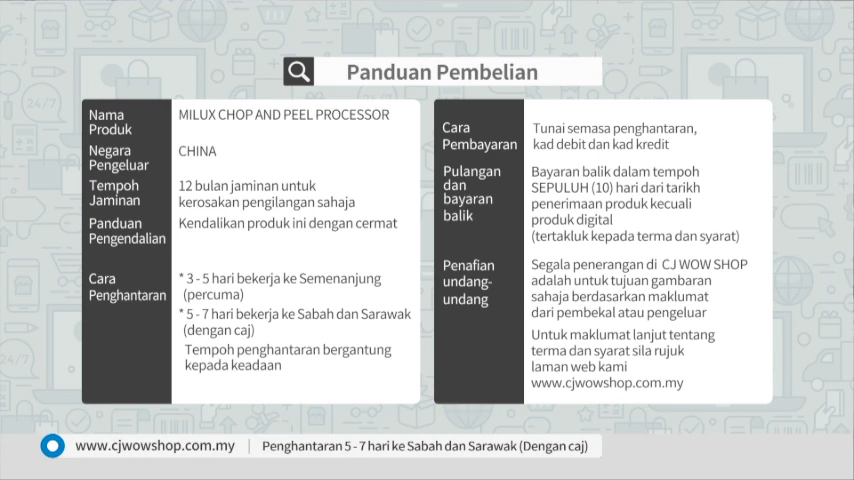 Panduan Pembelian
Nama
Produk
MILUX CHOP AND PEEL PROCESSOR
Negara
Pengeluar
CHINA
Tempoh
Jaminan
12 bulan jaminan untuk
kerosakan pengilangan sahaja
Panduan
Pengendalian
Kendalikan produk ini dengan cermat
Cara
Penghantaran
* 3 - 5 hari bekerja ke Semenanjung
(percuma)
* 5 - 7 hari bekerja ke Sabah dan Sarawak
(dengan caj)
Tempoh penghantaran bergantung
kepada keadaan
Cara
Pembayaran
Tunai semasa penghantaran,
kad debit dan kad kredit
Pulangan
dan
bayaran
balik
Bayaran balik dalam tempoh
SEPULUH (10) hari dari tarikh
penerimaan produk kecuali
produk digital
(tertakluk kepada terma dan syarat)
Penafian
undang-
undang
Segala penerangan di CJ WOW SHOP
adalah untuk tujuan gambaran
sahaja berdasarkan maklumat
dari pembekal atau pengeluar
Untuk maklumat lanjut tentang
terma dan syarat sila rujuk
laman web kami
www.cjwowshop.com.my
www.cjwowshop.com.my | Penghantaran 5 - 7 hari ke Sabah dan Sarawak (Dengan caj)
24/7
24/7